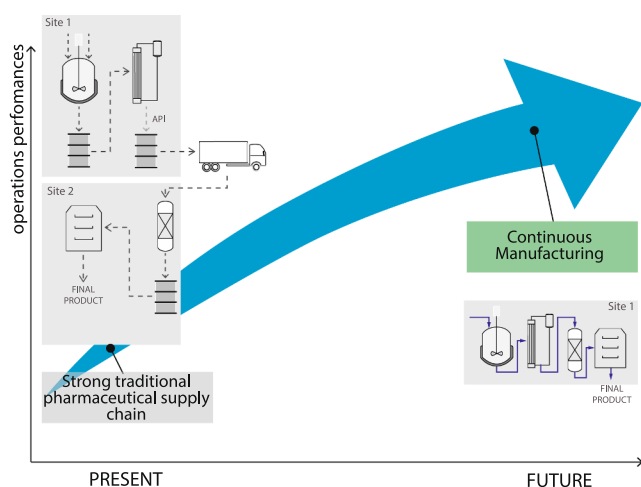 operations perfomances
Site 1
API
Site 2
FINAL
PRODUCT
Strong traditional
pharmaceutical supply
chain
Continuous
Manufacturing
Site 1
FINAL
PRODUCT
PRESENT
FUTURE